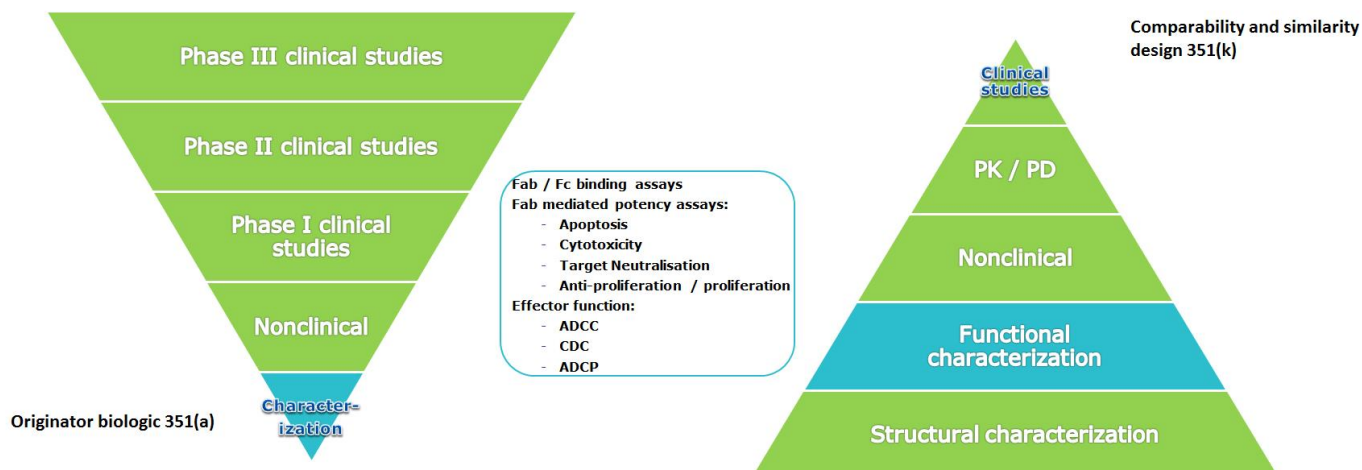 Phase III clinical studies
Phase II clinical studies
Phase I clinical
studies
Nonclinical
Character-
ization
Originator biologic 351(a)
Fab / Fc binding assays
Fab mediated potency assays:
- Apoptosis
- Cytotoxicity
- Target Neutralisation
- Anti-proliferation / proliferation
Effector function:
- ADCC
- CDC
- ADCP
Comparability and similarity
design 351(k)
Clinical
studies
PK / PD
Nonclinical
Functional
characterization
Structural characterization